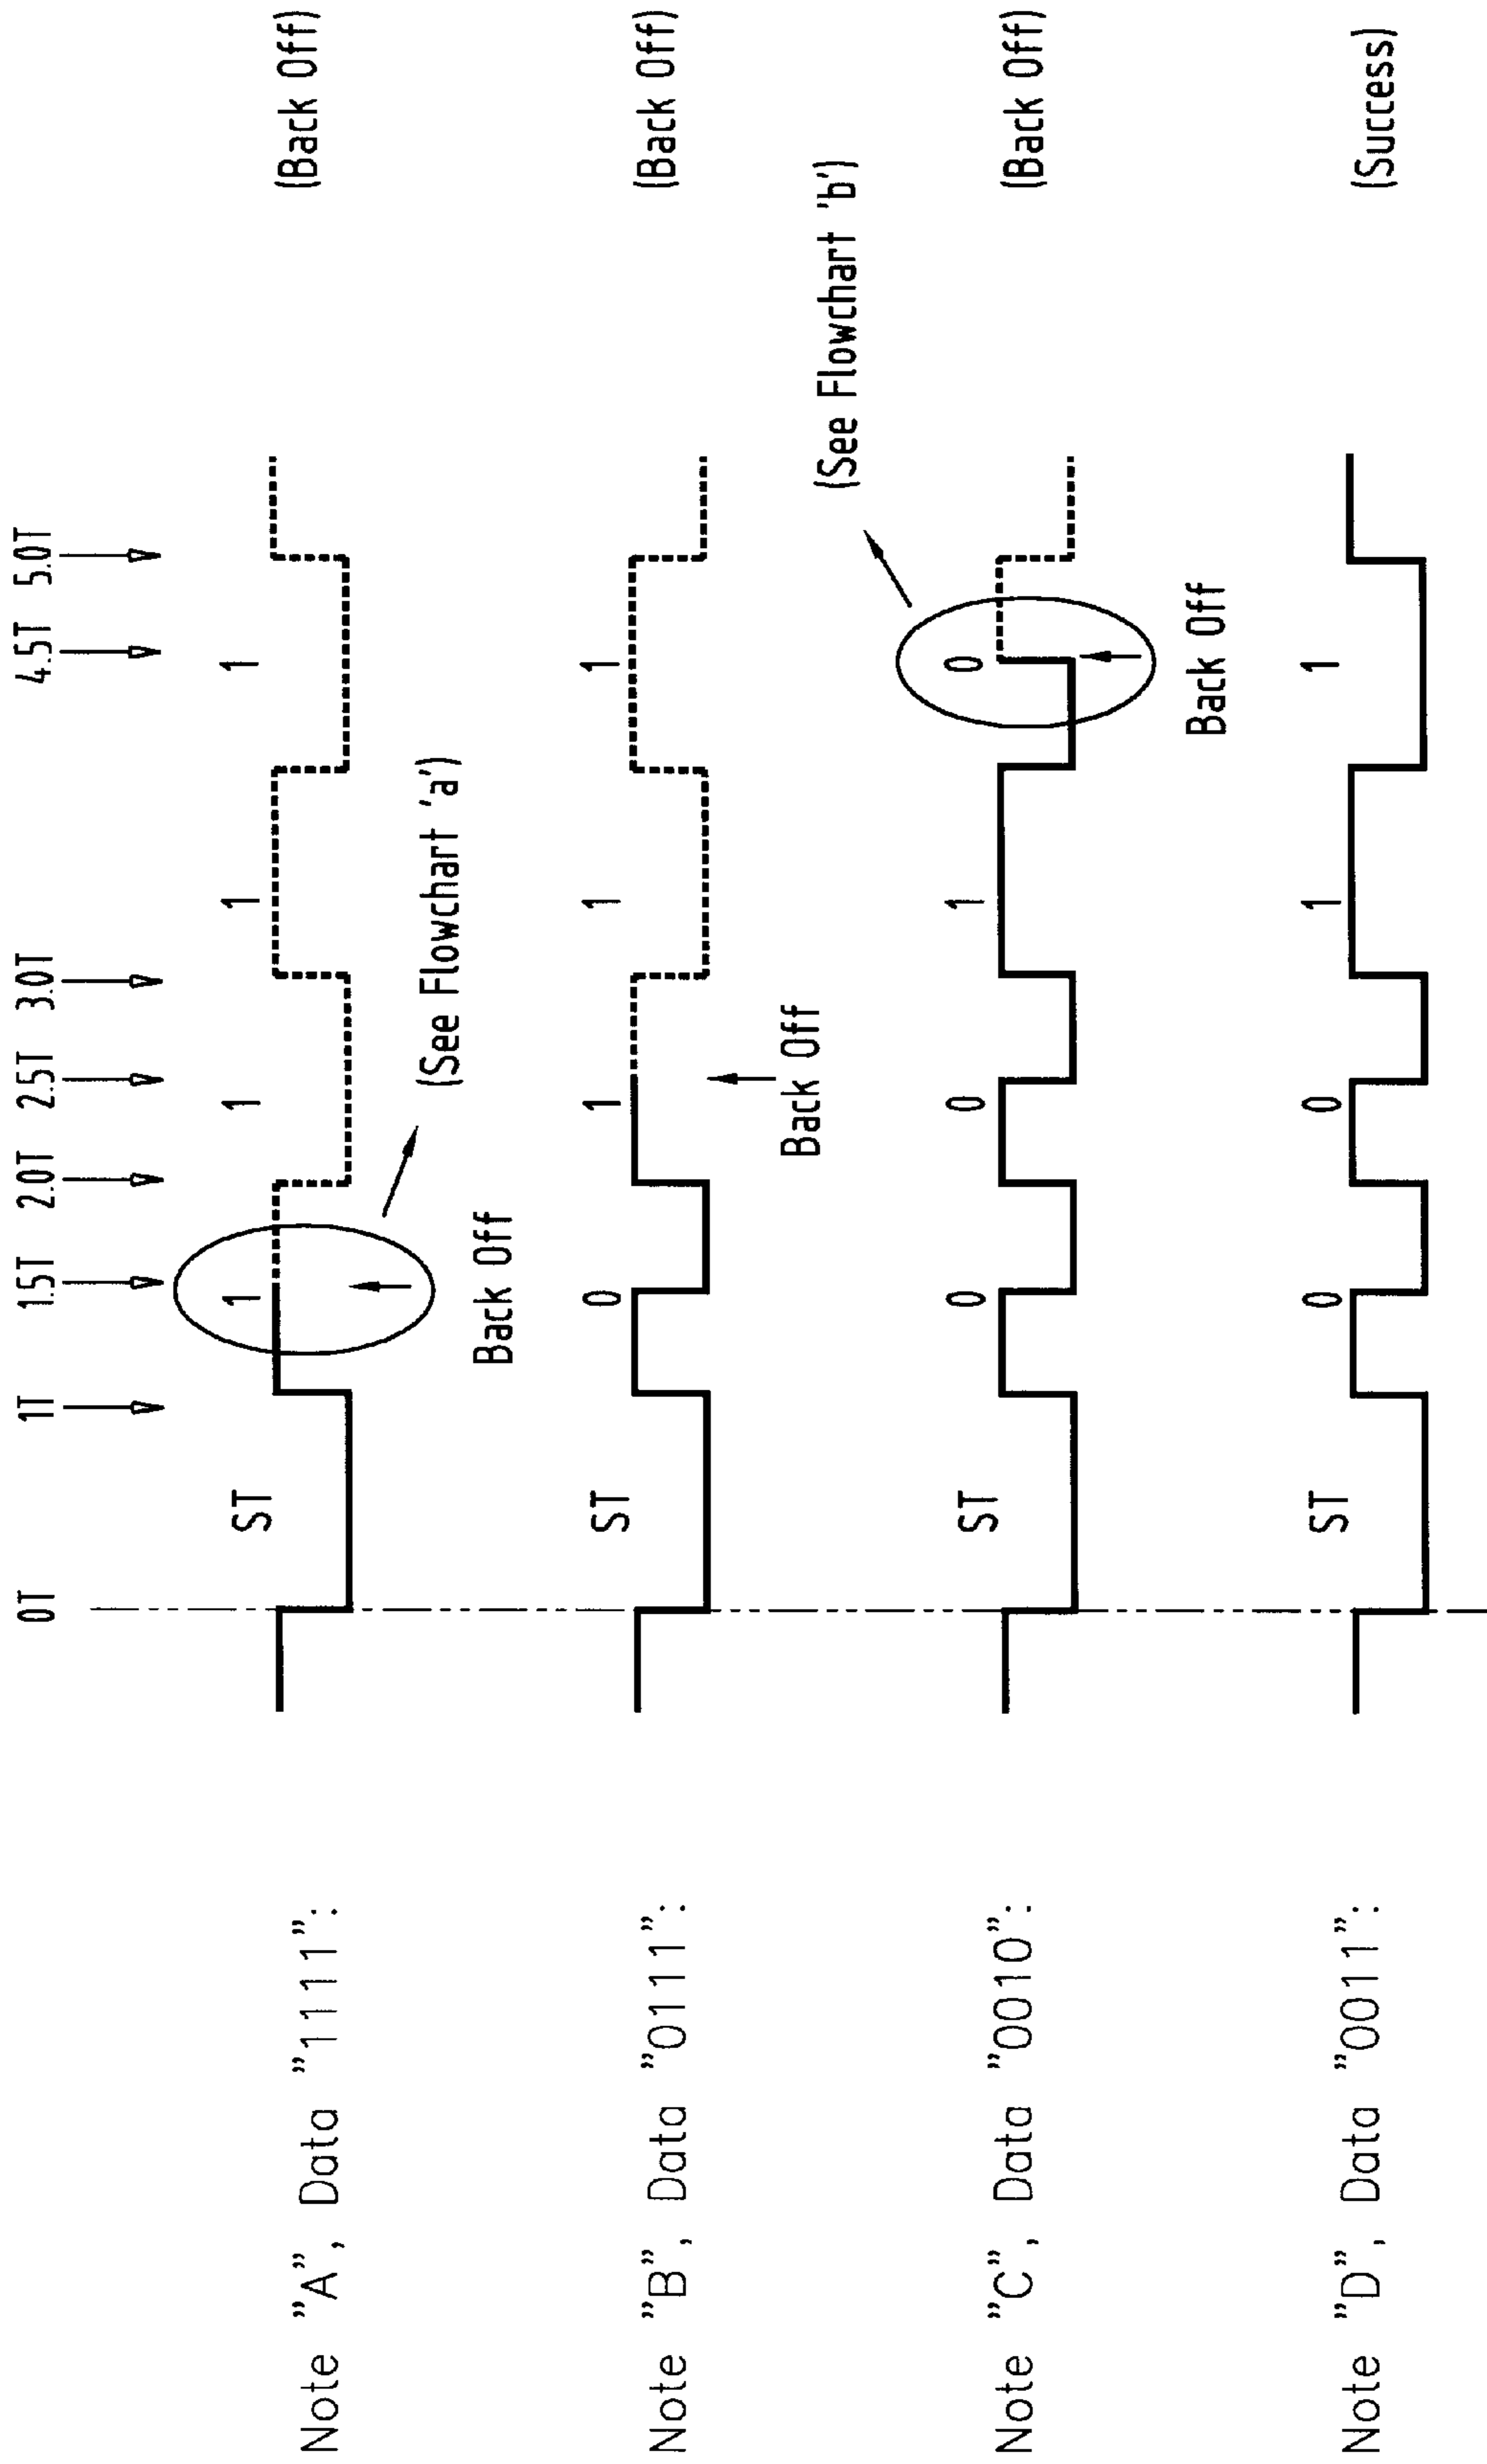 0T 1T 1.5T 2.0T 2.5T 3.0T 4.5T 5.0T
Note "A", Data "1111":
ST 1 1 1 1
(Back Off)
Back Off
(See Flowchart 'a')
Note "B", Data "0111":
ST 0 1 1 1
(Back Off)
Back Off
(See Flowchart 'b')
Note "C", Data "0010":
ST 0 0 1 0
(Back Off)
Back Off
Note "D", Data "0011":
ST 0 0 1 1
(Success)